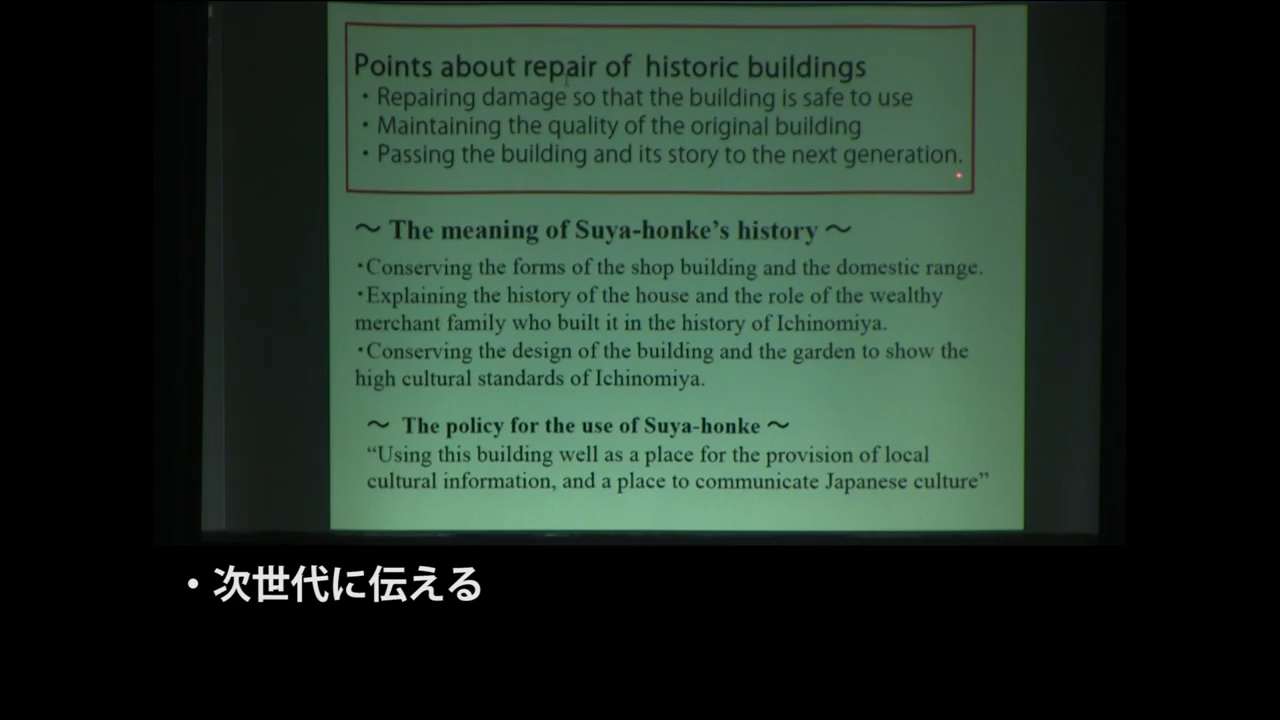 Points about repair of historic buildings
・Repairing damage so that the building is safe to use
・Maintaining the quality of the original building
・Passing the building and its story to the next generation.
～ The meaning of Suya-honke's history ～
・Conserving the forms of the shop building and the domestic range.
・Explaining the history of the house and the role of the wealthy
merchant family who built it in the history of Ichinomiya.
・Conserving the design of the building and the garden to show the
high cultural standards of Ichinomiya.
～ The policy for the use of Suya-honke ～
“Using this building well as a place for the provision of local
cultural information, and a place to communicate Japanese culture”
・次世代に伝える